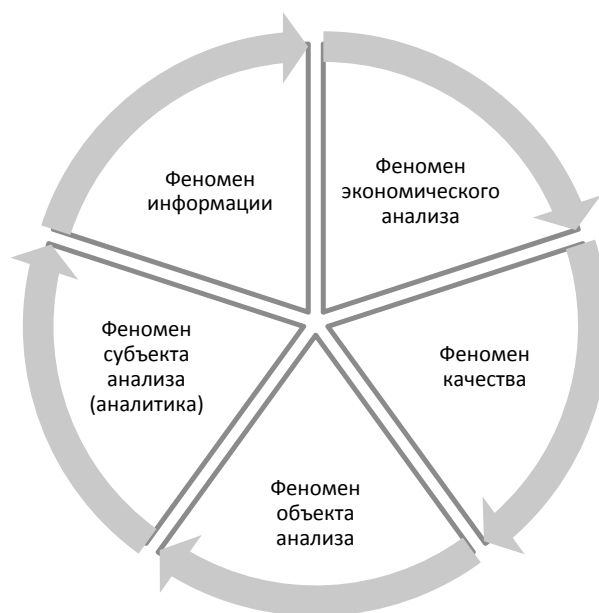 Феномен
информации
Феномен
экономического
анализа
Феномен
качества
Феномен
объекта
анализа
Феномен
субъекта
анализа
(аналитика)